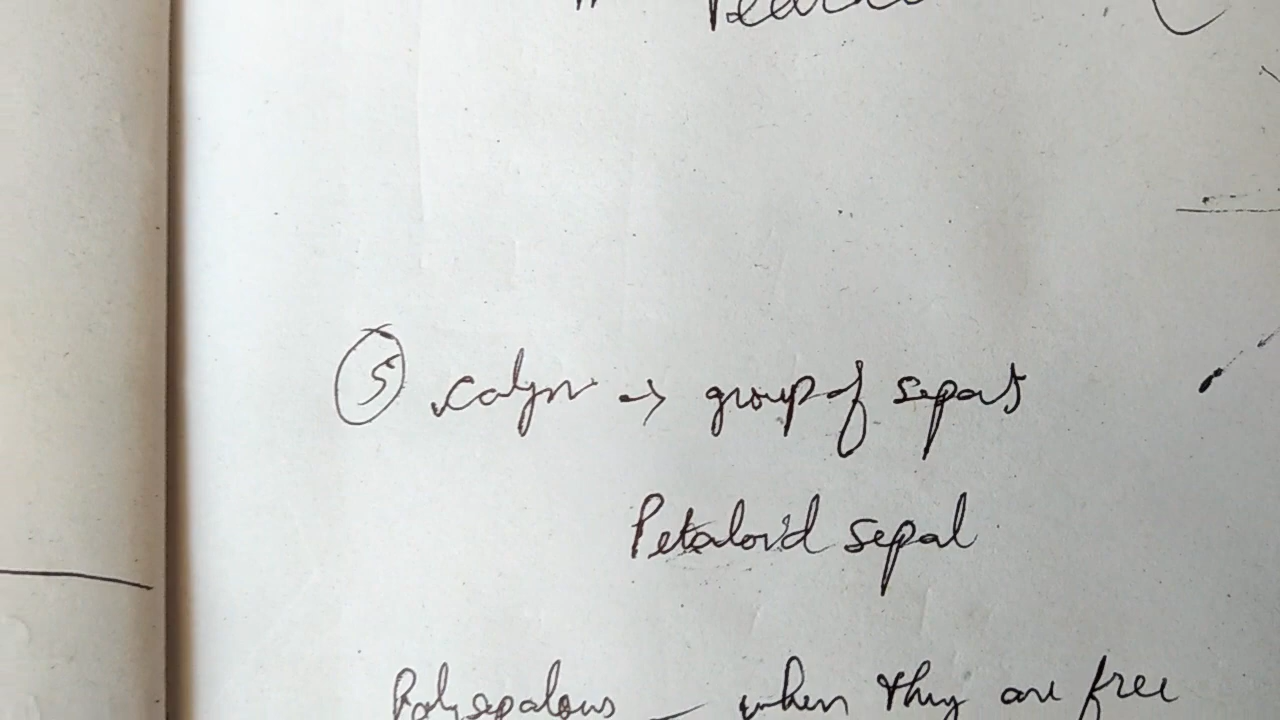 ⑤ calyx → group of sepals
Petaloid sepal
Polysepalous — when they are free